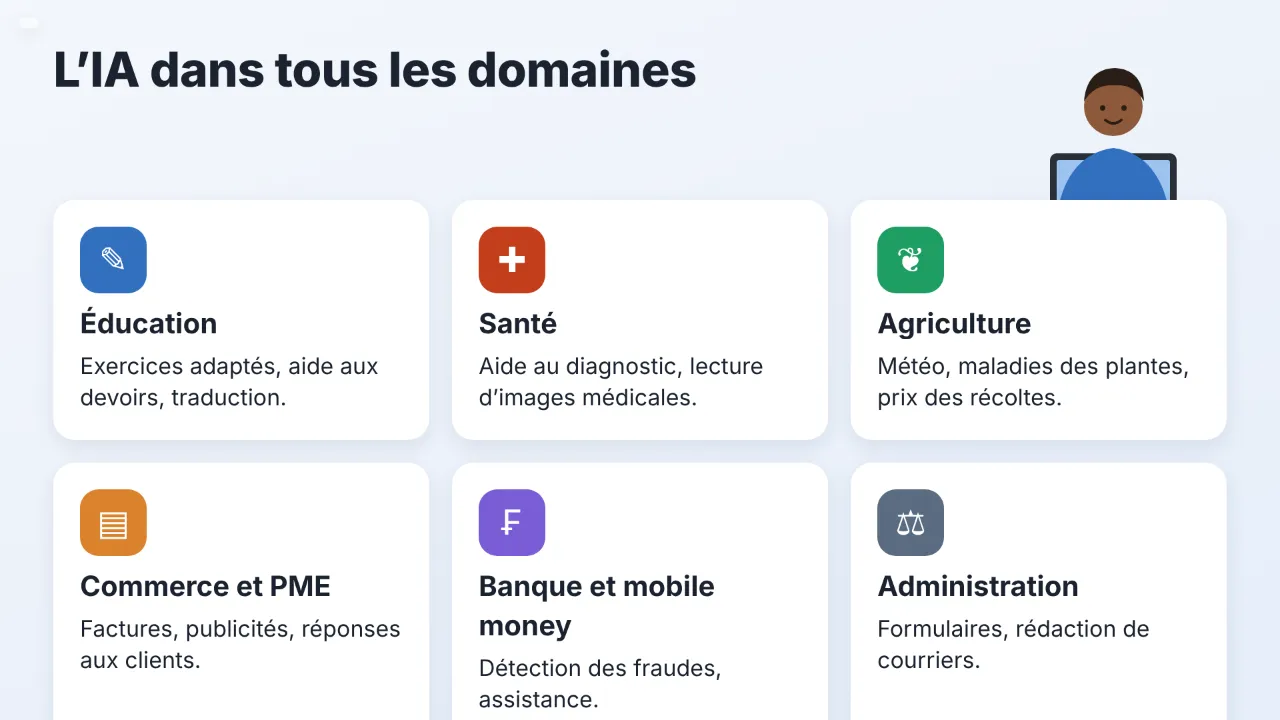 L’IA dans tous les domaines
Éducation
Exercices adaptés, aide aux
devoirs, traduction.
Santé
Aide au diagnostic, lecture
d’images médicales.
Agriculture
Météo, maladies des plantes,
prix des récoltes.
Commerce et PME
Factures, publicités, réponses
aux clients.
₣
Banque et mobile
money
Détection des fraudes,
assistance.
Administration
Formulaires, rédaction de
courriers.